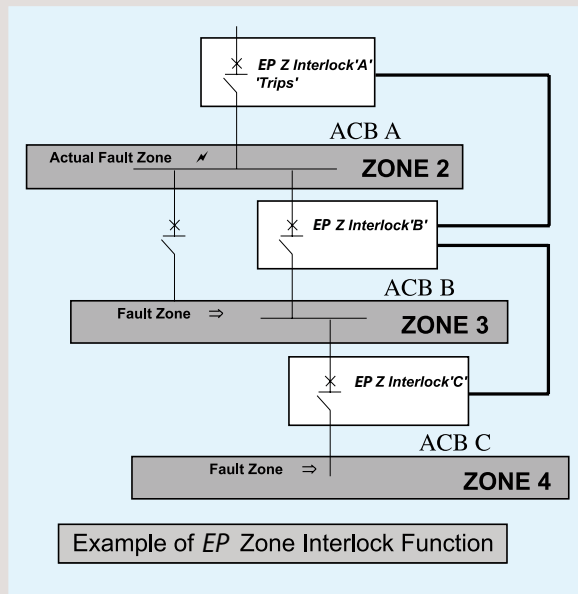 EP Z Interlock'A'
'Trips'
ACB A
Actual Fault Zone
ZONE 2
EP Z Interlock'B'
ACB B
Fault Zone ⇒
ZONE 3
EP Z Interlock'C'
ACB C
Fault Zone ⇒
ZONE 4
Example of EP Zone Interlock Function